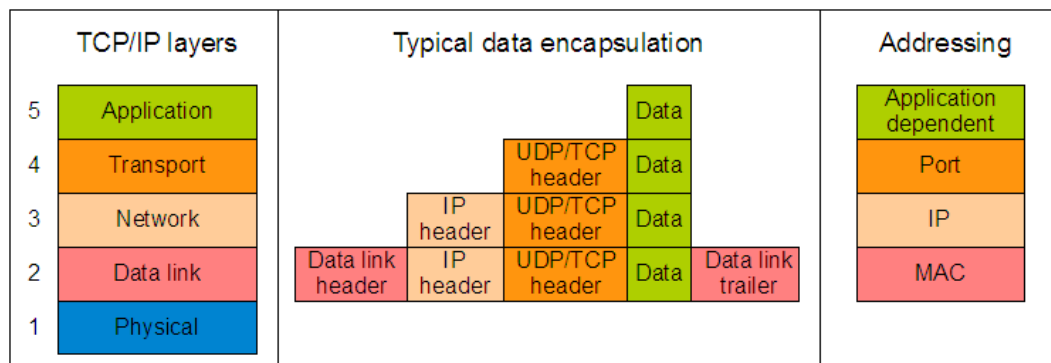 TCP/IP layers
Typical data encapsulation
Addressing
5
Application
Data
Application
dependent
4
Transport
UDP/TCP
header
Data
Port
3
Network
IP
header
UDP/TCP
header
Data
IP
2
Data link
Data link
header
IP
header
UDP/TCP
header
Data
Data link
trailer
MAC
1
Physical